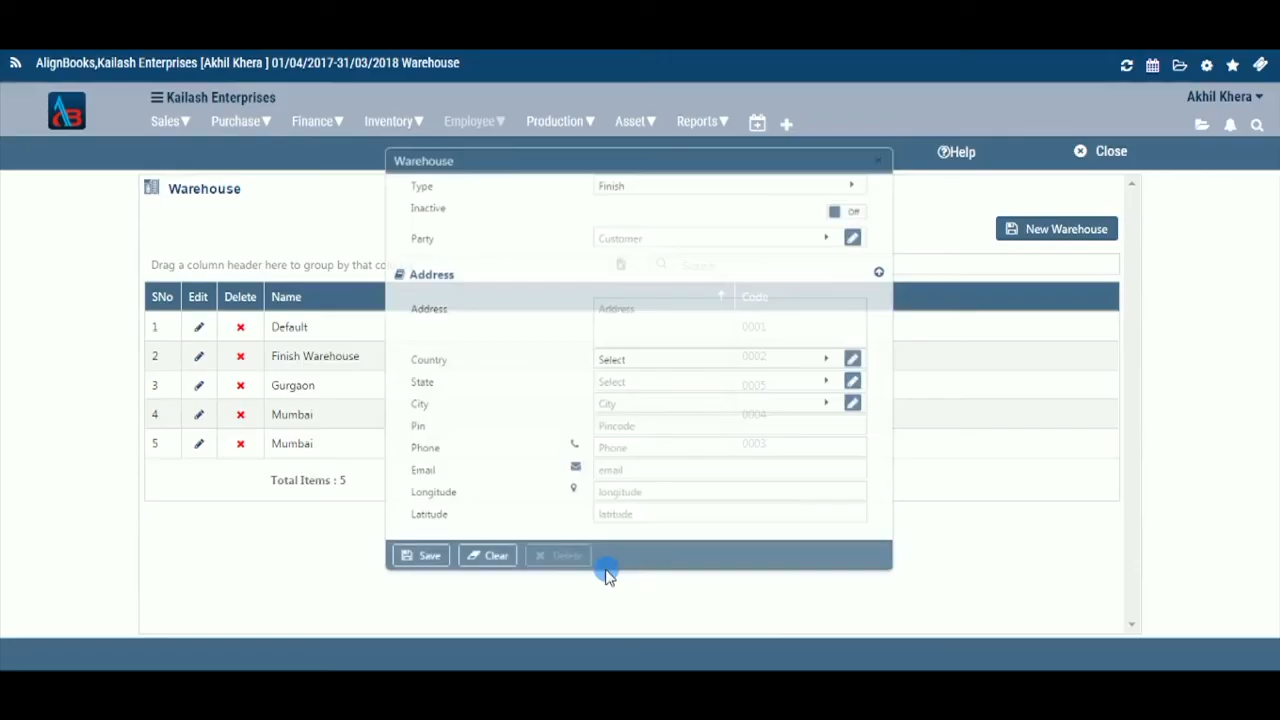 AlignBooks,Kailash Enterprises [Akhil Khera ] 01/04/2017-31/03/2018 Warehouse
Kailash Enterprises
Akhil Khera
Sales Purchase Finance Inventory Employee Production Asset Reports
Help Close
Warehouse
New Warehouse
Drag a column header here to group by that co
Search
SNo Edit Delete Name Code
1 Default 0001
2 Finish Warehouse 0002
3 Gurgaon 0005
4 Mumbai 0004
5 Mumbai 0003
Total Items : 5
Warehouse
Type Finish
Inactive Off
Party Customer
Address
Address Address
Country Select
State Select
City City
Pin Pincode
Phone Phone
Email email
Longitude longitude
Latitude latitude
Save Clear Delete